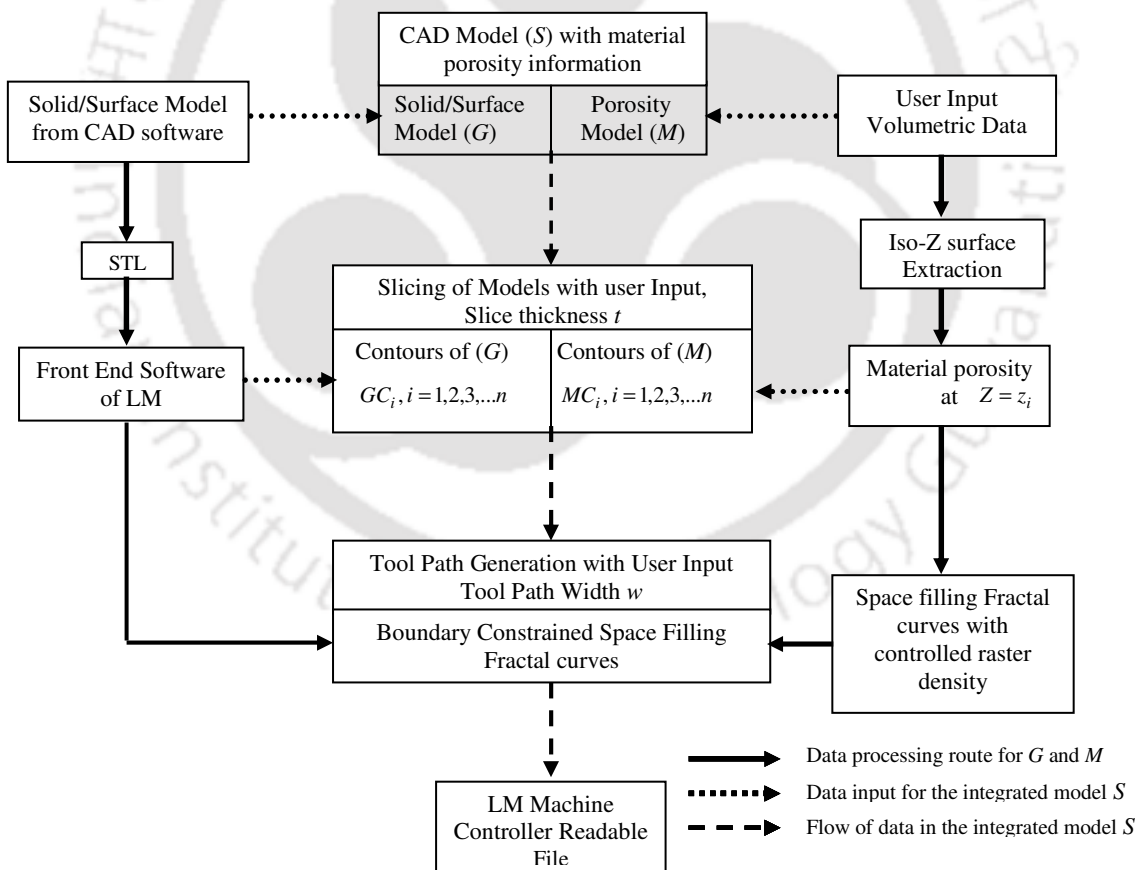 CAD Model (S) with material
porosity information
Solid/Surface
Model (G)
Porosity
Model (M)
Solid/Surface Model
from CAD software
User Input
Volumetric Data
STL
Iso-Z surface
Extraction
Slicing of Models with user Input,
Slice thickness t
Contours of (G)
GC_i, i = 1,2,3,...n
Contours of (M)
MC_i, i = 1,2,3,...n
Front End Software
of LM
Material porosity
at Z = z_i
Tool Path Generation with User Input
Tool Path Width w
Boundary Constrained Space Filling
Fractal curves
Space filling Fractal
curves with
controlled raster
density
LM Machine
Controller Readable
File
Data processing route for G and M
Data input for the integrated model S
Flow of data in the integrated model S